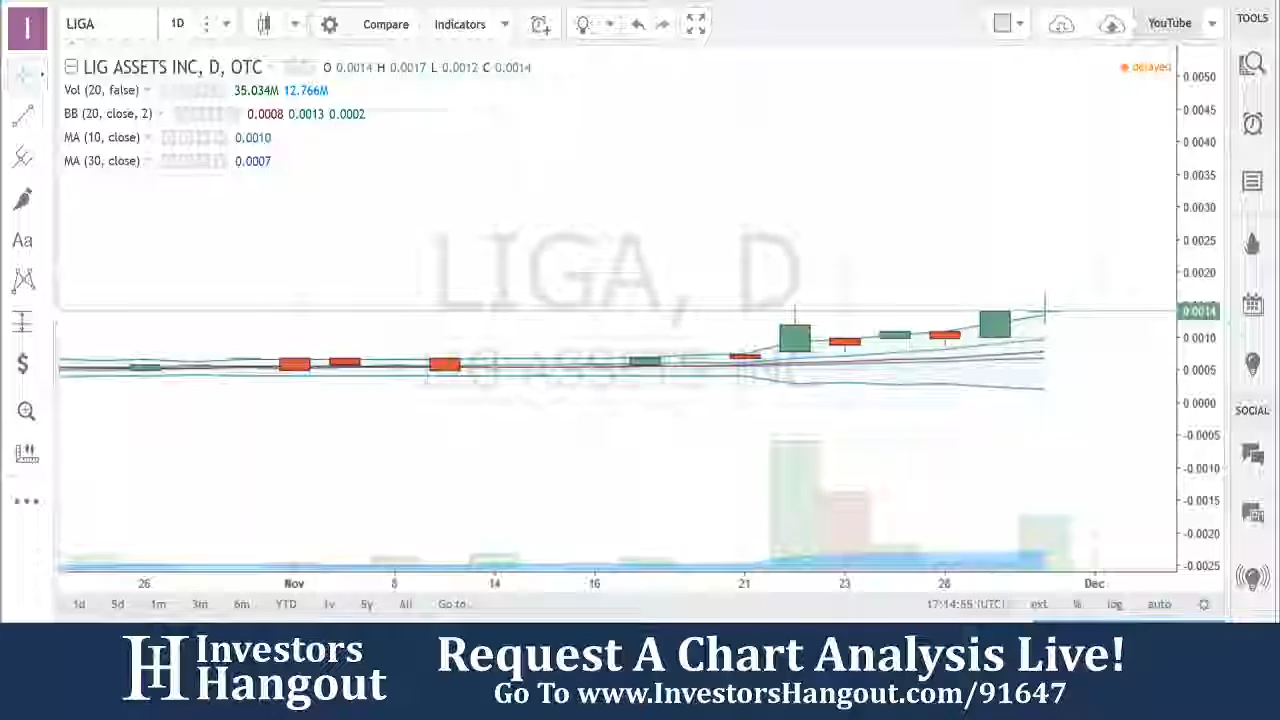 LIGA 1D Compare Indicators YouTube TOOLS
LIG ASSETS INC, D, OTC O 0.0014 H 0.0017 L 0.0012 C 0.0014
delayed
Vol (20, false) 35.034M 12.766M
BB (20, close, 2) 0.0008 0.0013 0.0002
MA (10, close) 0.0010
MA (30, close) 0.0007
0.0050
0.0045
0.0040
0.0035
0.0030
0.0025
0.0020
0.0014
0.0010
0.0005
0.0000
-0.0005
-0.0010
-0.0015
-0.0020
-0.0025
LIGA, D
Aa
$
SOCIAL
26 Nov 8 14 16 21 23 28 Dec
1d 5d 1m 3m 6m YTD 1y 5y All Go to... 17:14:55 (UTC) ext % log auto
Investors
Hangout
Request A Chart Analysis Live!
Go To www.InvestorsHangout.com/91647